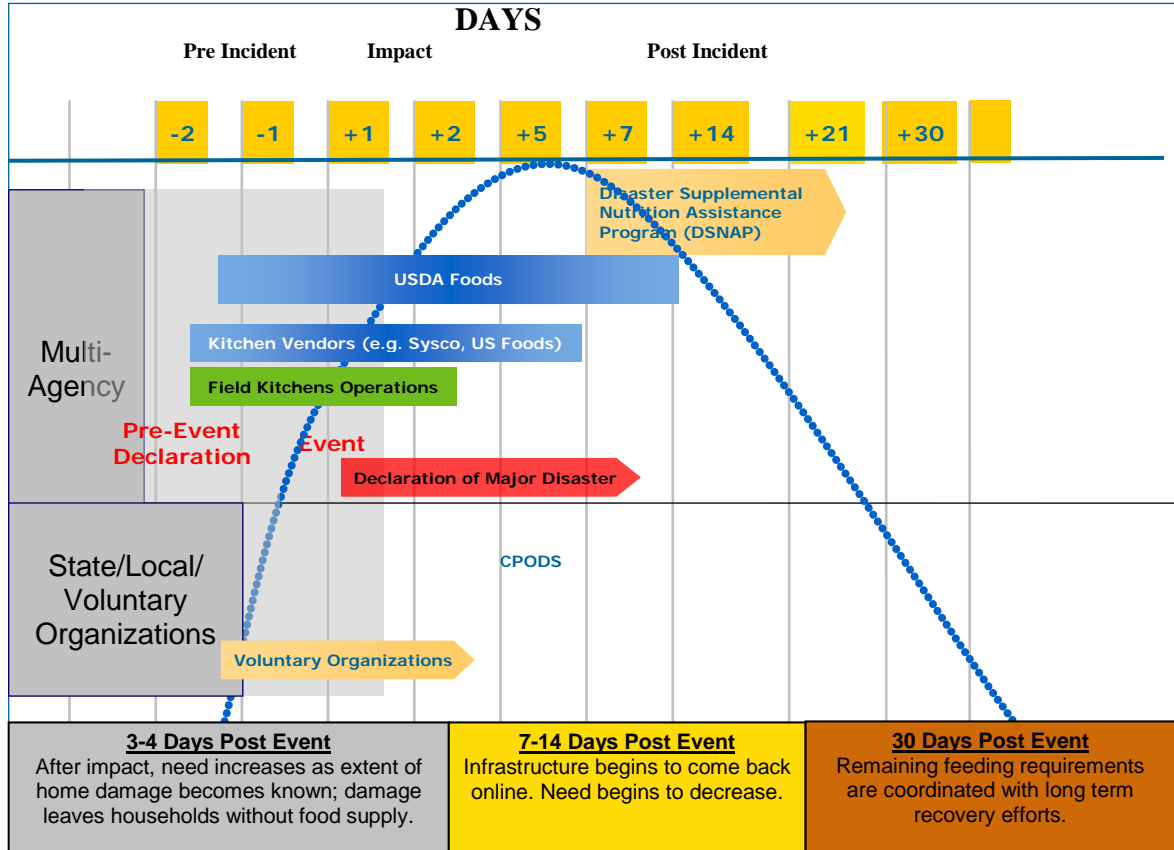 DAYS
Pre Incident
Impact
Post Incident
-2
-1
+1
+2
+5
+7
+14
+21
+30
Disaster Supplemental
Nutrition Assistance
Program (DSNAP)
USDA Foods
Kitchen Vendors (e.g. Sysco, US Foods)
Multi-
Agency
Field Kitchens Operations
Pre-Event
Declaration
Event
Declaration of Major Disaster
CPODS
State/Local/
Voluntary
Organizations
Voluntary Organizations
3-4 Days Post Event
After impact, need increases as extent of
home damage becomes known; damage
leaves households without food supply.
7-14 Days Post Event
Infrastructure begins to come back
online. Need begins to decrease.
30 Days Post Event
Remaining feeding requirements
are coordinated with long term
recovery efforts.